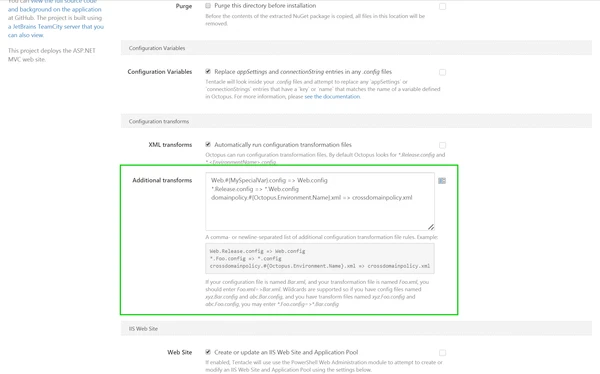 You can view the full source
code and background on the application
at GitHub. The project is built using
a JetBrains TeamCity server that you
can also view.
This project deploys the ASP.NET
MVC web site.
Purge
Purge this directory before installation
Before the contents of the extracted NuGet package is copied, all files in this location will be
removed.
Configuration Variables
Configuration Variables
Replace appSettings and connectionString entries in any .config files
Tentacle will look inside your .config files and attempt to replace any 'appSettings' or
'connectionStrings' entries that have a 'key' or 'name' that matches the name of a variable defined
in Octopus. For more information, please see the documentation.
Configuration transforms
XML transforms
Automatically run configuration transformation files
Octopus can run configuration transformation files. By default Octopus looks for *.Release.config and
*.<EnvironmentName>.config.
Additional transforms
Web.#{MySpecialVar}.config => Web.config
*.Release.config => *.Web.config
domainpolicy.#{Octopus.Environment.Name}.xml => crossdomainpolicy.xml
A comma- or newline-separated list of additional configuration transformation file rules. Example:
Web.Release.config => Web.config
*.Foo.config => *.config
crossdomainpolicy.#{Octopus.Environment.Name}.xml => crossdomainpolicy.xml
If your configuration file is named Bar.xml, and your transformation file is named Foo.xml, you
should enter Foo.xml=>Bar.xml. Wildcards are supported so if you have config files named
xyz.Bar.config and abc.Bar.config, and you have transform files named xyz.Foo.config and
abc.Foo.config, you may enter *.Foo.config=>*.Bar.config
IIS Web Site
Web Site
Create or update an IIS Web Site and Application Pool
If enabled, Tentacle will use use the PowerShell Web Administration module to attempt to create or
modify an IIS Web Site and Application Pool using the settings below.